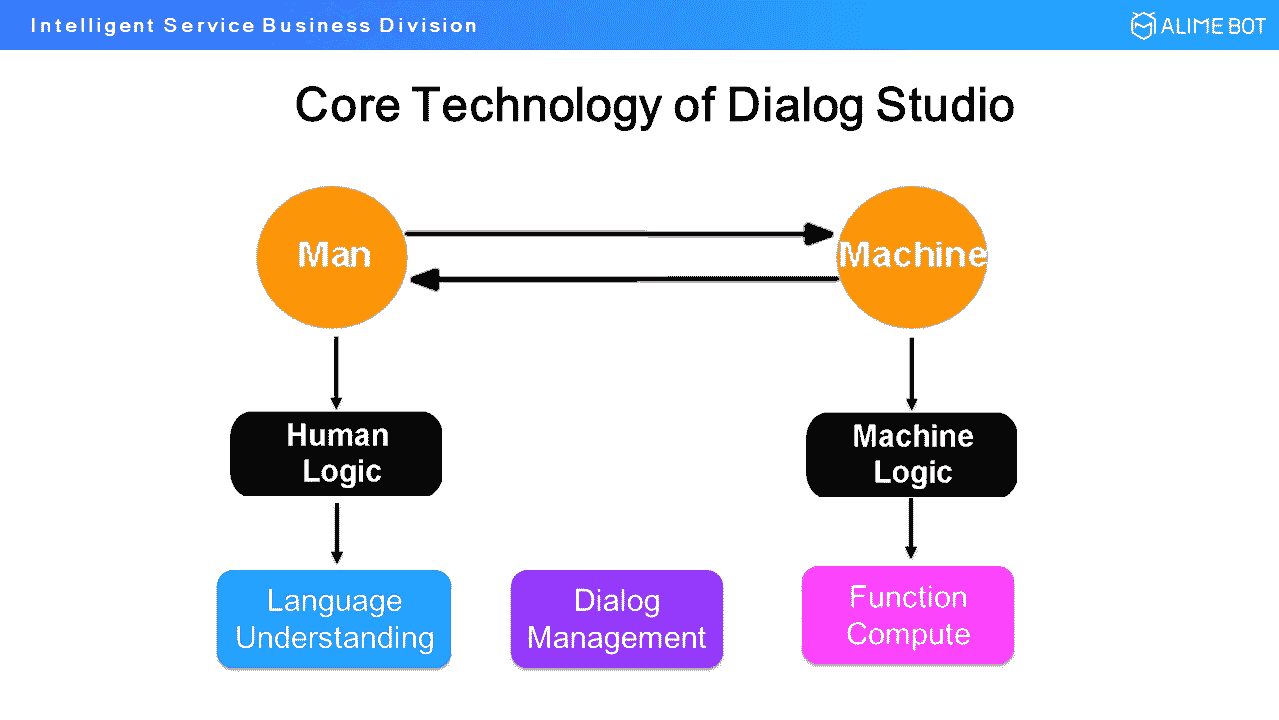 Intelligent Service Business Division
ALIME BOT
Core Technology of Dialog Studio
Man
Machine
Human
Logic
Machine
Logic
Language
Understanding
Dialog
Management
Function
Compute